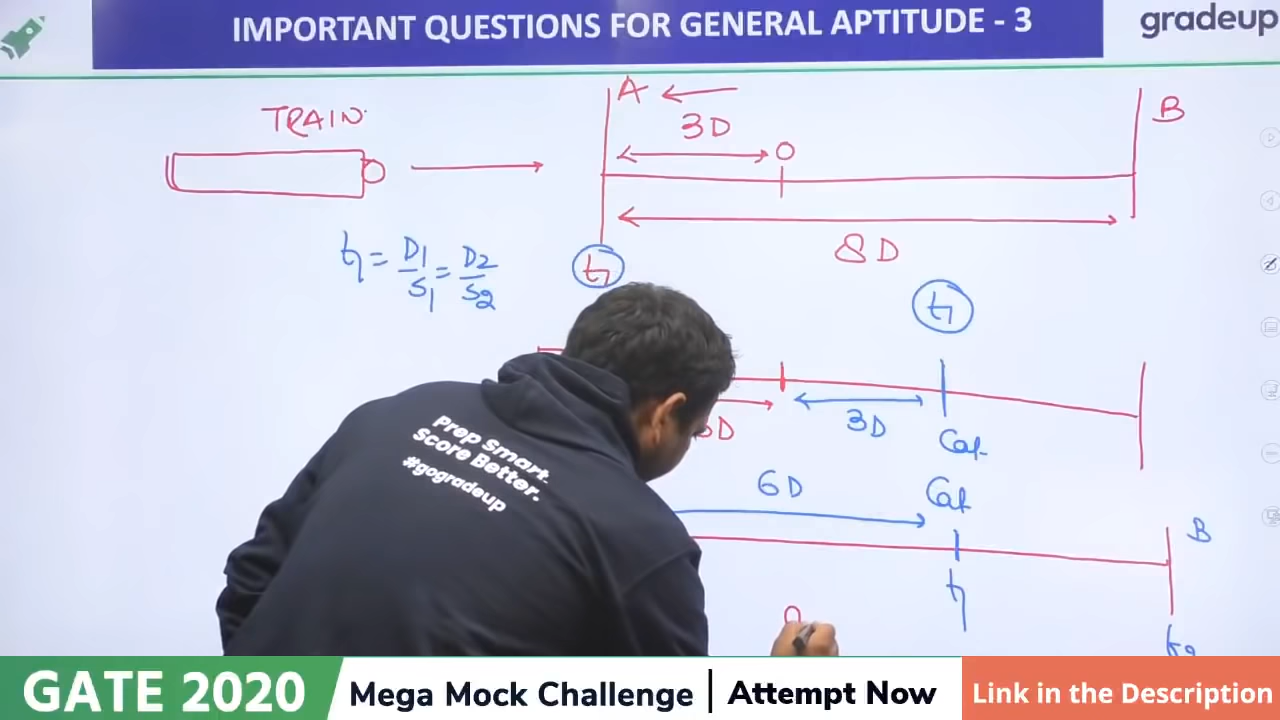 IMPORTANT QUESTIONS FOR GENERAL APTITUDE - 3
gradeup
TRAIN
A
3D
B
8D
t1 = D1/S1 = D2/S2
t1
t1
3D
Cat
6D
Cat
B
t1
Prep Smart.
Score Better.
#gogradeup
GATE 2020
Mega Mock Challenge
Attempt Now
Link in the Description